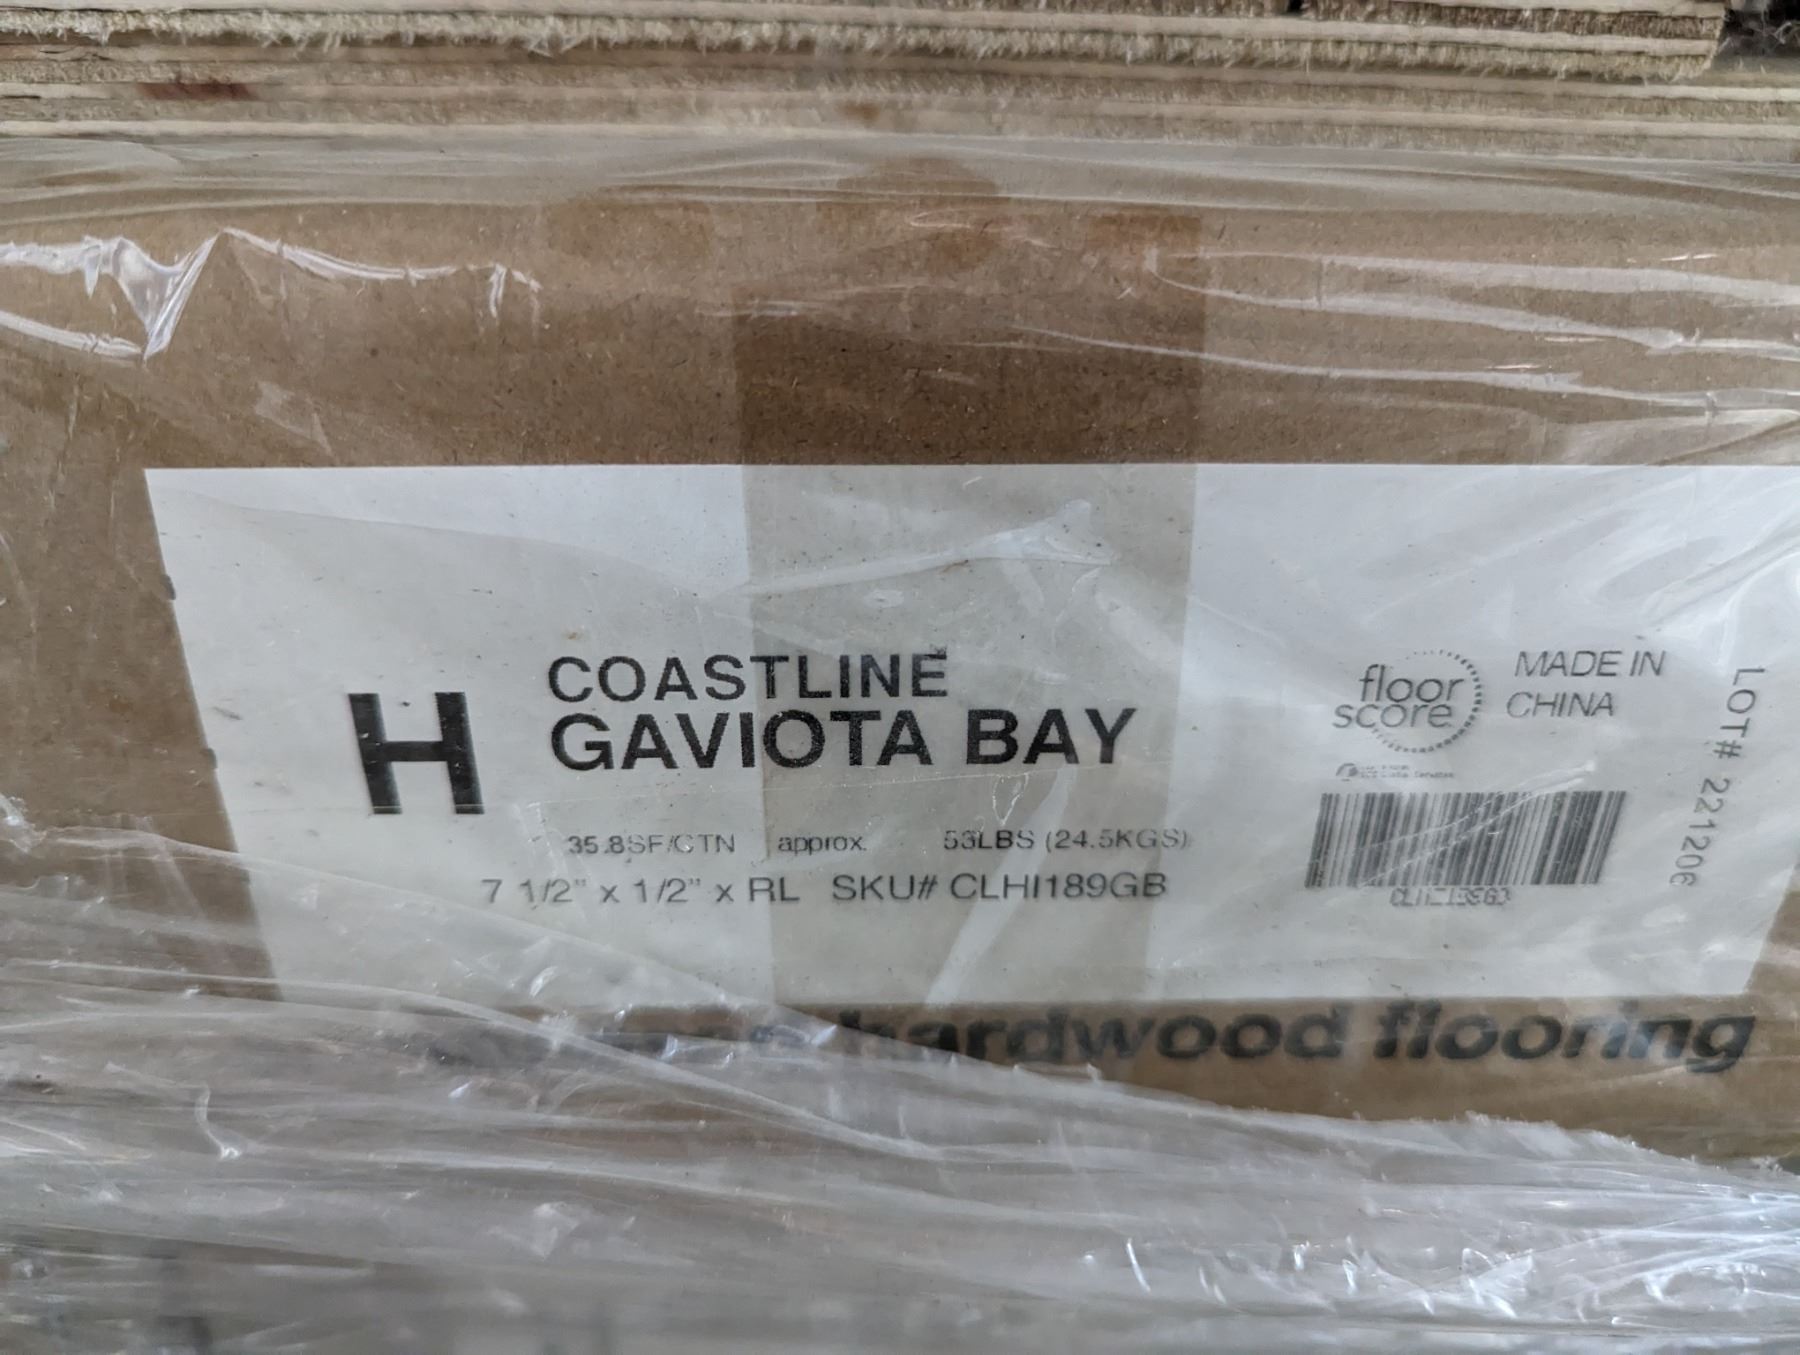 H
COASTLINE
GAVIOTA BAY
35.8SF/CTN approx. 53LBS (24.5KGS)
7 1/2" x 1/2" x RL SKU# CLHI189GB
floor
score
MADE IN
CHINA
LOT# 221206
hardwood flooring